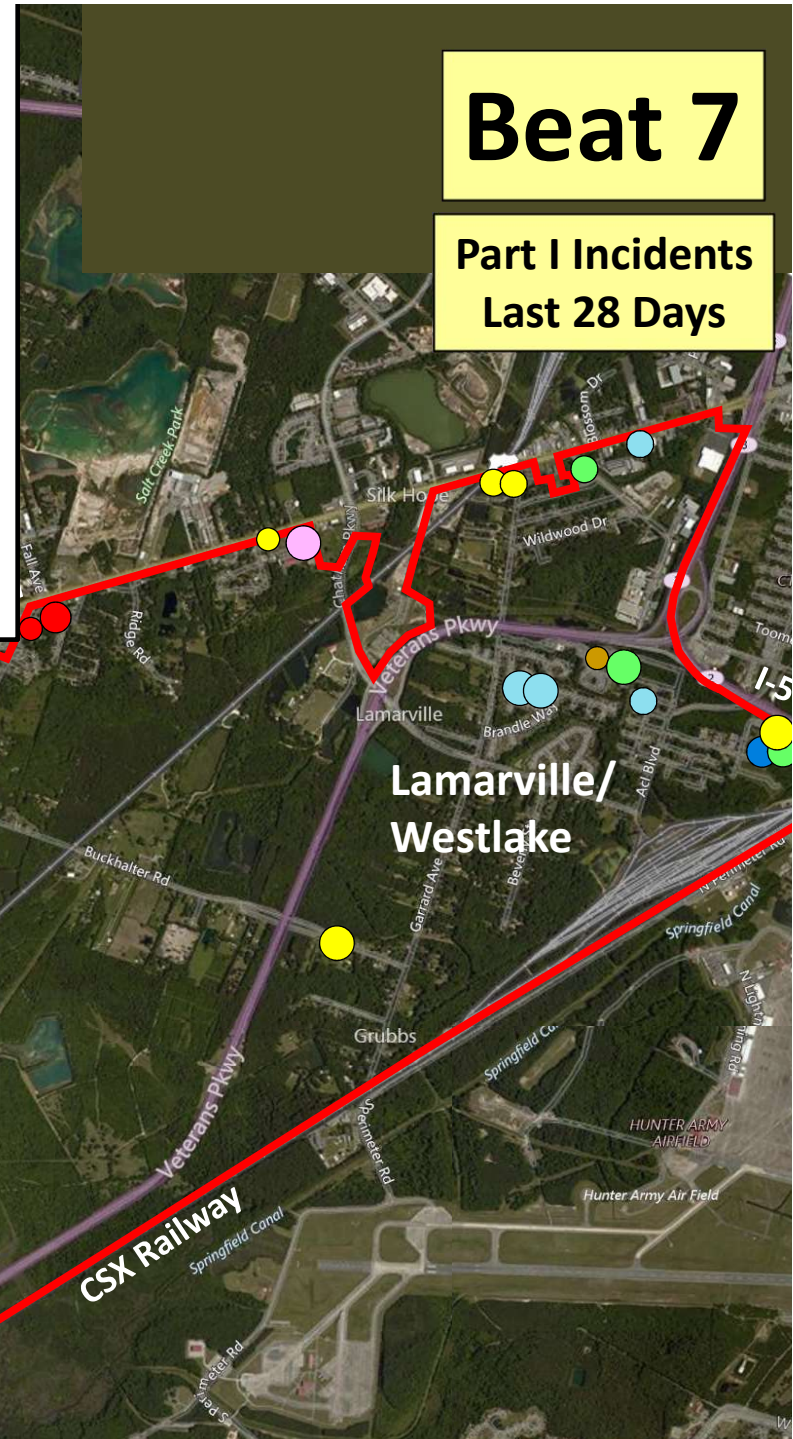 Beat 7
Part I Incidents
Last 28 Days
Salt Creek Park
Blossom Dr
Silk Hope
Wildwood Dr
Fall Ave
Ridge Rd
Veterans Pkwy
Lamarville
Brandle Way
I-5
Acl Blvd
Lamarville/
Westlake
Buckhalter Rd
Garrard Ave
N Perimeter Rd
Springfield Canal
Grubbs
Veterans Pkwy
S Perimeter Rd
HUNTER ARMY
AIRFIELD
Hunter Army Air Field
CSX Railway
Springfield Canal
S Perimeter Rd